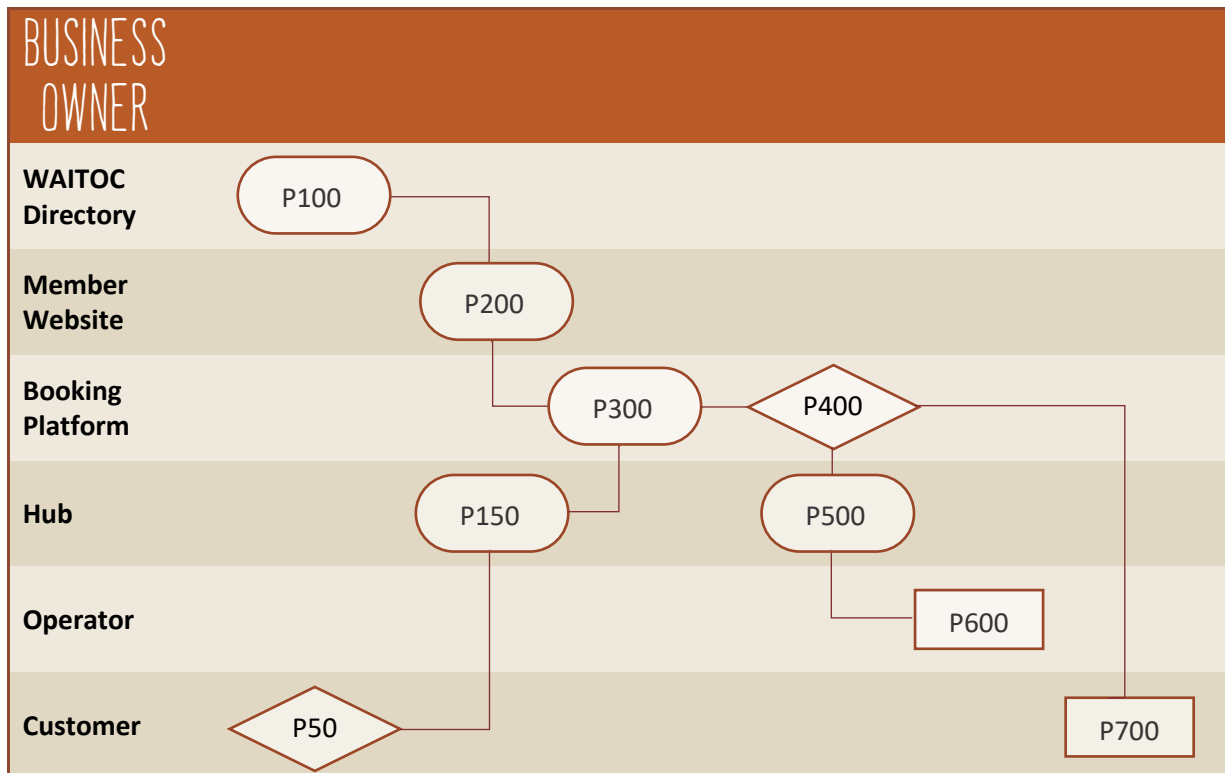 BUSINESS
OWNER
WAITOC
Directory
P100
Member
Website
P200
Booking
Platform
P300
P400
Hub
P150
P500
Operator
P600
Customer
P50
P700